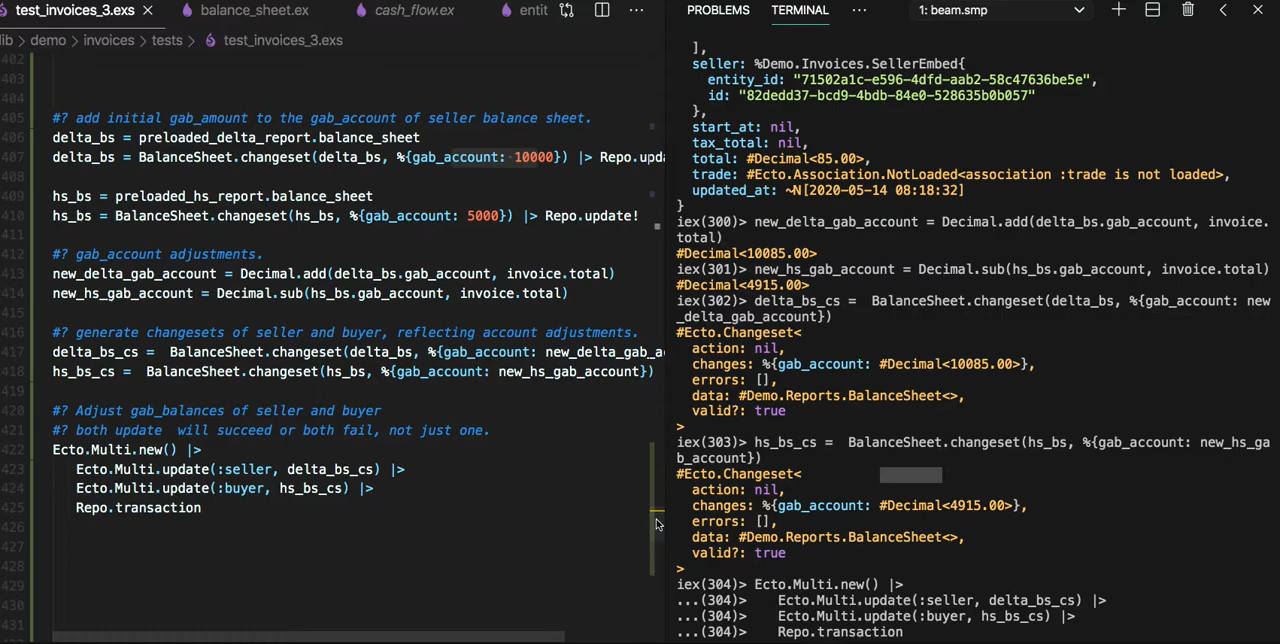 test_invoices_3.exs
balance_sheet.ex
cash_flow.ex
entit
lib > demo > invoices > tests > test_invoices_3.exs
402
403
404
405 #? add initial gab_amount to the gab_account of seller balance sheet.
406 delta_bs = preloaded_delta_report.balance_sheet
407 delta_bs = BalanceSheet.changeset(delta_bs, %{gab_account: 10000}) |> Repo.upda
408
409 hs_bs = preloaded_hs_report.balance_sheet
410 hs_bs = BalanceSheet.changeset(hs_bs, %{gab_account: 5000}) |> Repo.update!
411
412 #? gab_account adjustments.
413 new_delta_gab_account = Decimal.add(delta_bs.gab_account, invoice.total)
414 new_hs_gab_account = Decimal.sub(hs_bs.gab_account, invoice.total)
415
416 #? generate changesets of seller and buyer, reflecting account adjustments.
417 delta_bs_cs =  BalanceSheet.changeset(delta_bs, %{gab_account: new_delta_gab_a
418 hs_bs_cs =  BalanceSheet.changeset(hs_bs, %{gab_account: new_hs_gab_account})
419
420 #? Adjust gab_balances of seller and buyer
421 #? both update  will succeed or both fail, not just one.
422 Ecto.Multi.new() |>
423    Ecto.Multi.update(:seller, delta_bs_cs) |>
424    Ecto.Multi.update(:buyer, hs_bs_cs) |>
425    Repo.transaction
426
427
428
429
430
431
PROBLEMS
TERMINAL
···
1: beam.smp
],
seller: %Demo.Invoices.SellerEmbed{
entity_id: "71502a1c-e596-4dfd-aab2-58c47636be5e",
id: "82dedd37-bcd9-4bdb-84e0-528635b0b057"
},
start_at: nil,
tax_total: nil,
total: #Decimal<85.00>,
trade: #Ecto.Association.NotLoaded<association :trade is not loaded>,
updated_at: ~N[2020-05-14 08:18:32]
}
iex(300)> new_delta_gab_account = Decimal.add(delta_bs.gab_account, invoice.
total)
#Decimal<10085.00>
iex(301)> new_hs_gab_account = Decimal.sub(hs_bs.gab_account, invoice.total)
#Decimal<4915.00>
iex(302)> delta_bs_cs =  BalanceSheet.changeset(delta_bs, %{gab_account: new
_delta_gab_account})
#Ecto.Changeset<
action: nil,
changes: %{gab_account: #Decimal<10085.00>},
errors: [],
data: #Demo.Reports.BalanceSheet<>,
valid?: true
>
iex(303)> hs_bs_cs =  BalanceSheet.changeset(hs_bs, %{gab_account: new_hs_ga
b_account})
#Ecto.Changeset<
action: nil,
changes: %{gab_account: #Decimal<4915.00>},
errors: [],
data: #Demo.Reports.BalanceSheet<>,
valid?: true
>
iex(304)> Ecto.Multi.new() |>
...(304)>    Ecto.Multi.update(:seller, delta_bs_cs) |>
...(304)>    Ecto.Multi.update(:buyer, hs_bs_cs) |>
...(304)>    Repo.transaction